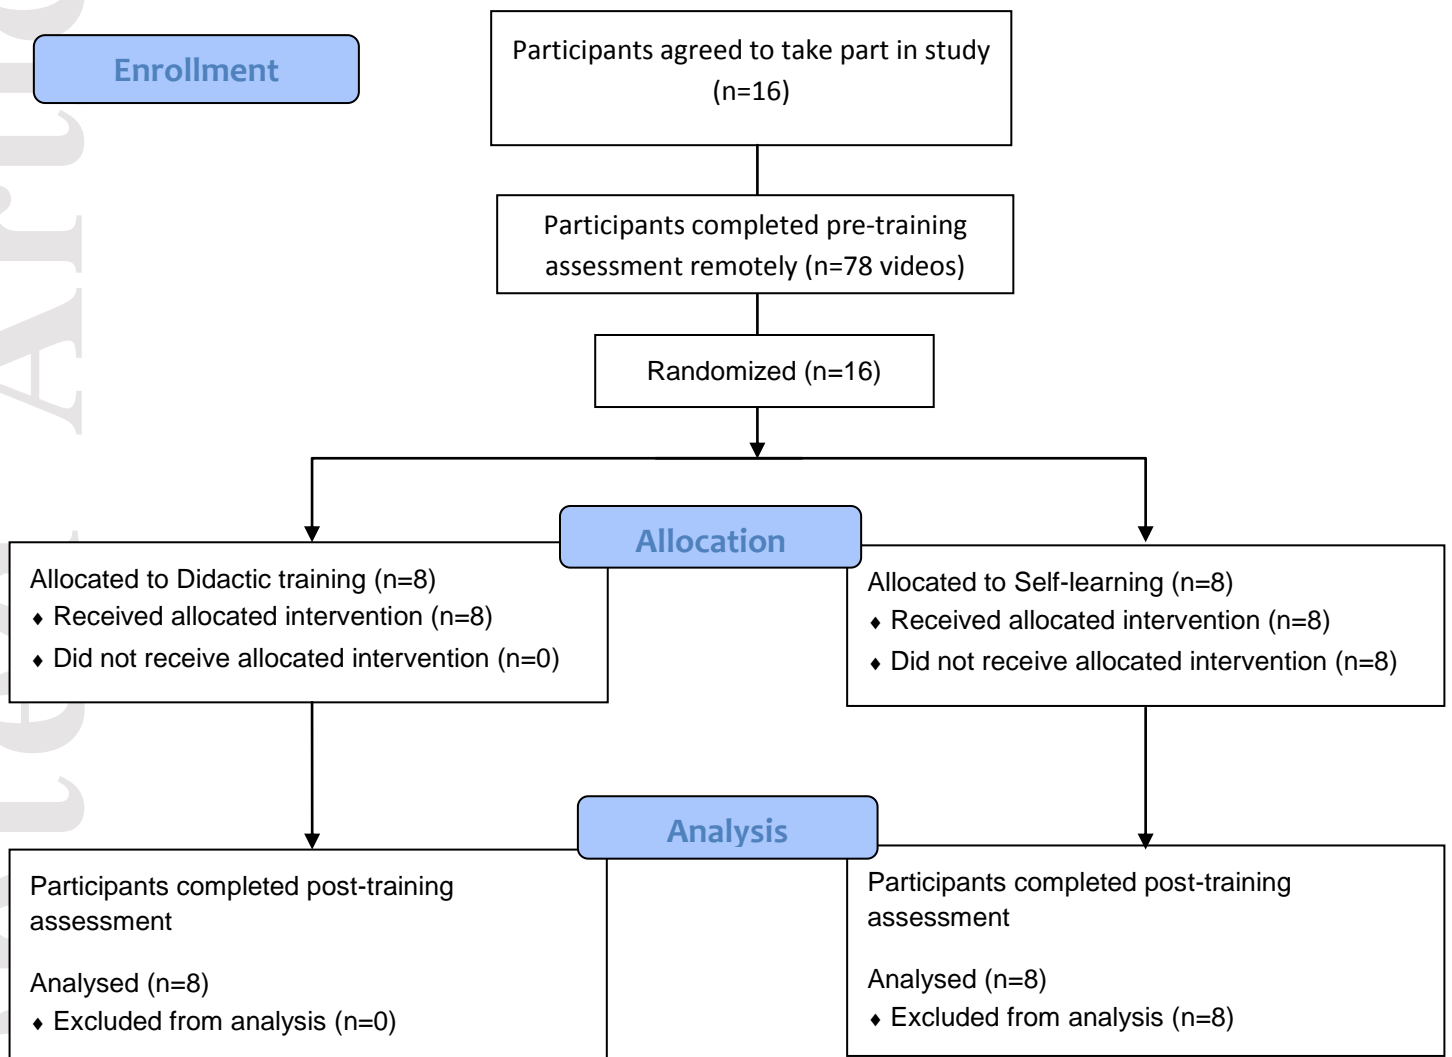 Enrollment
Participants agreed to take part in study
(n=16)
Participants completed pre-training
assessment remotely (n=78 videos)
Randomized (n=16)
Allocation
Allocated to Didactic training (n=8)
♦ Received allocated intervention (n=8)
♦ Did not receive allocated intervention (n=0)
Allocated to Self-learning (n=8)
♦ Received allocated intervention (n=8)
♦ Did not receive allocated intervention (n=8)
Analysis
Participants completed post-training
assessment
Analysed (n=8)
♦ Excluded from analysis (n=0)
Participants completed post-training
assessment
Analysed (n=8)
♦ Excluded from analysis (n=8)